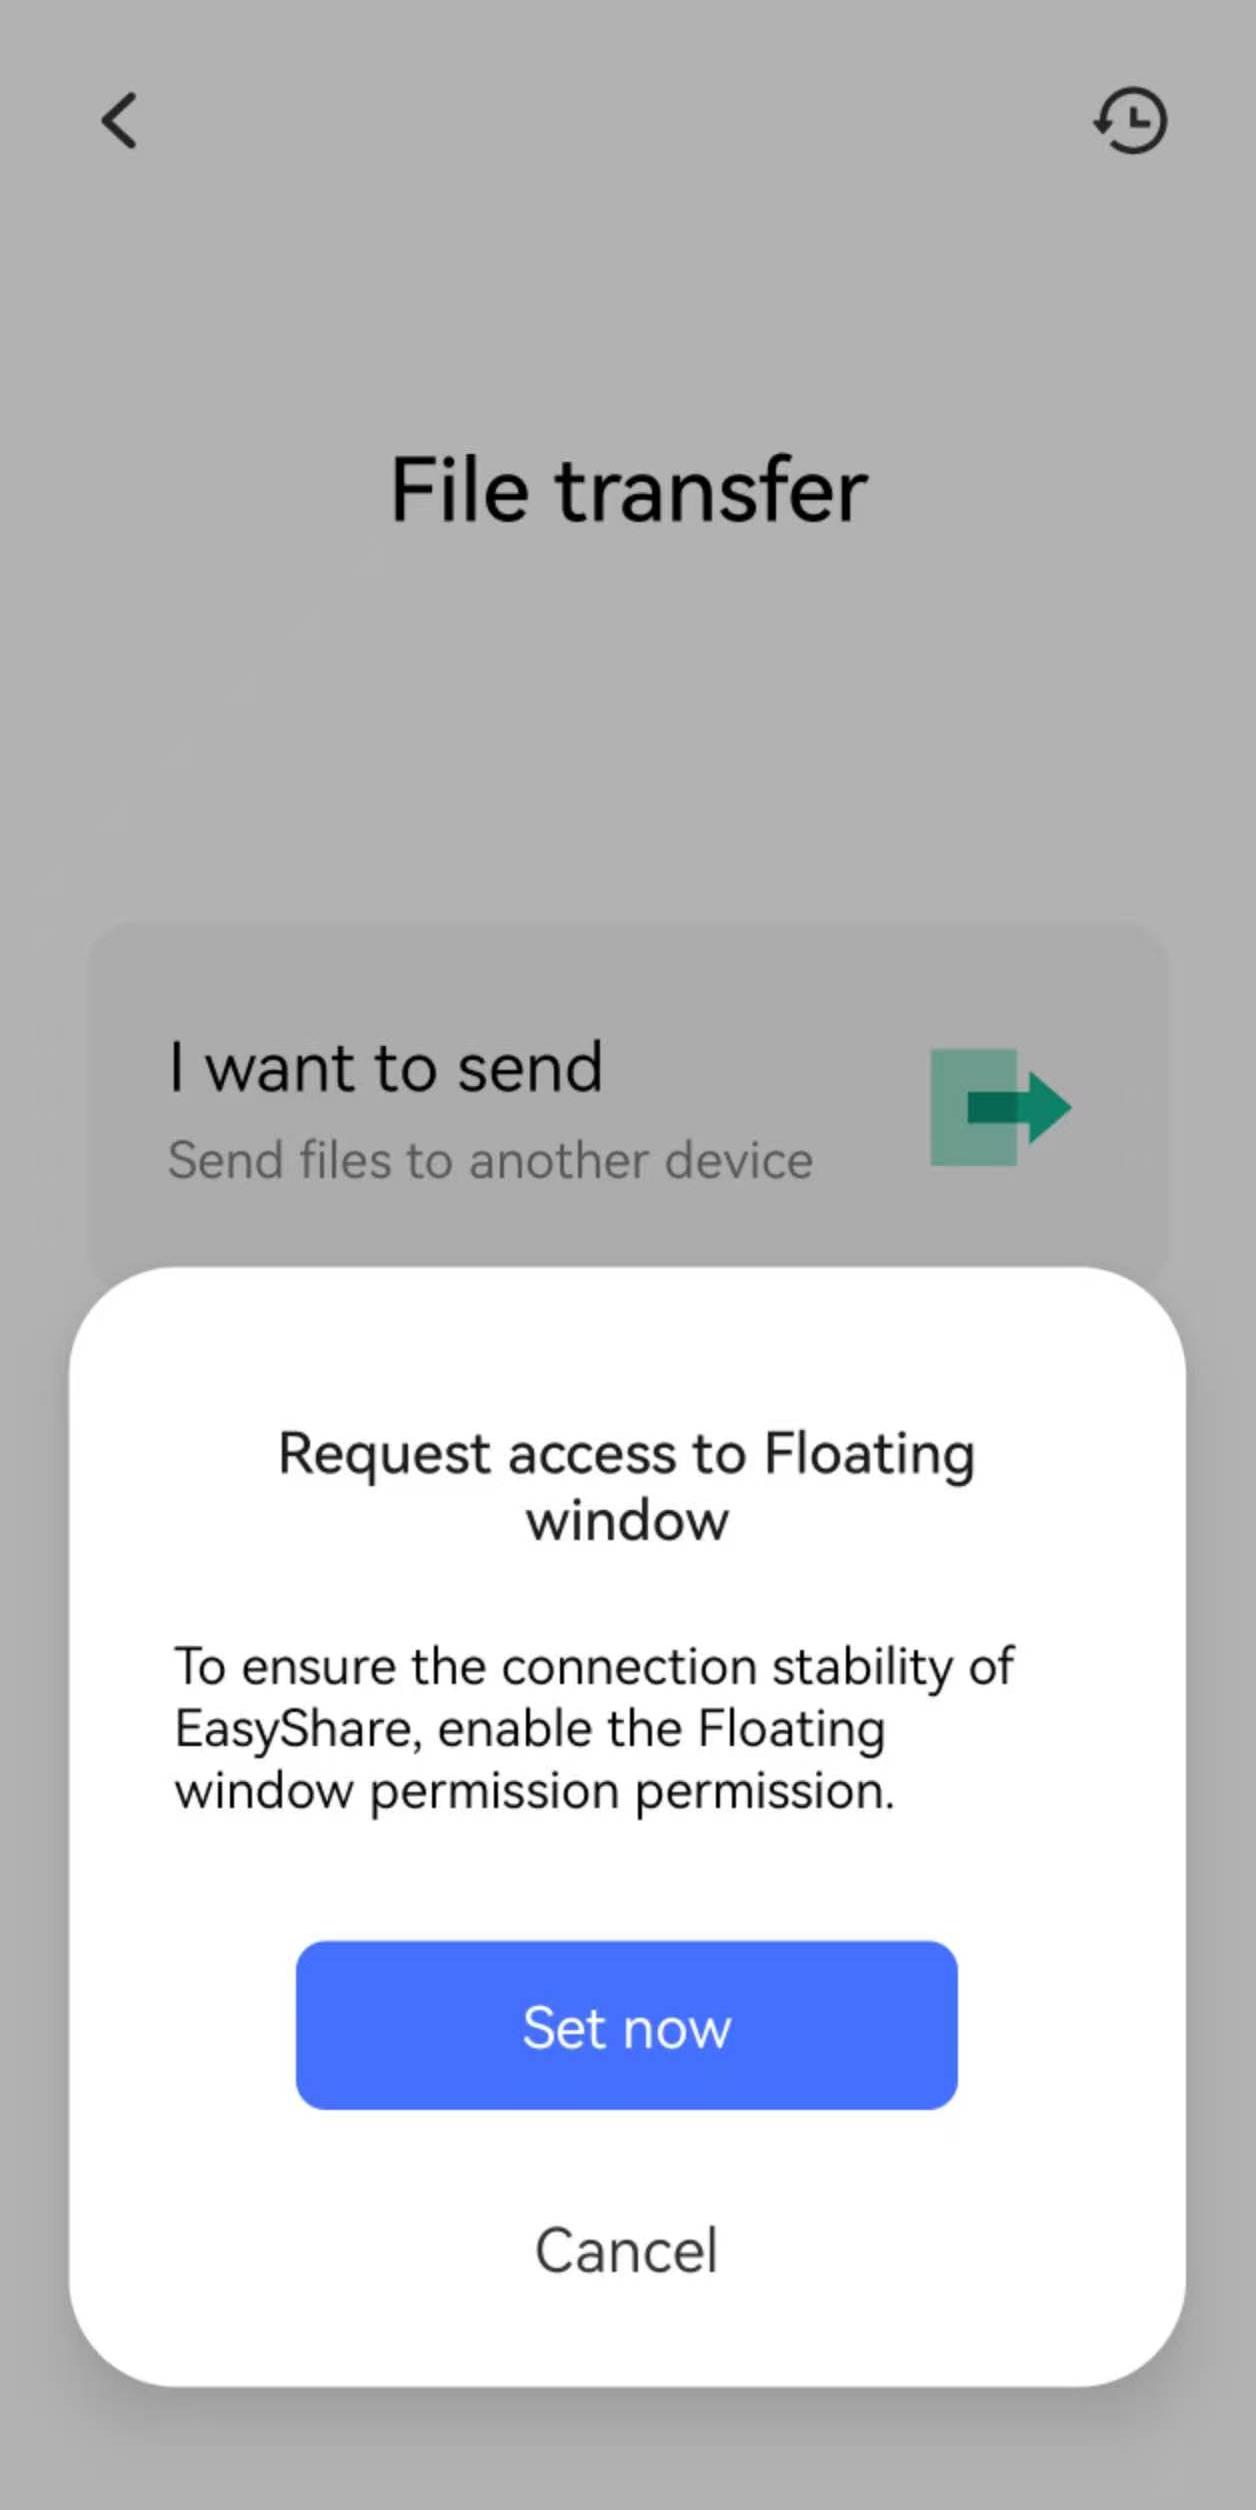 File transfer
I want to send
Send files to another device
Request access to Floating
window
To ensure the connection stability of
EasyShare, enable the Floating
window permission permission.
Set now
Cancel